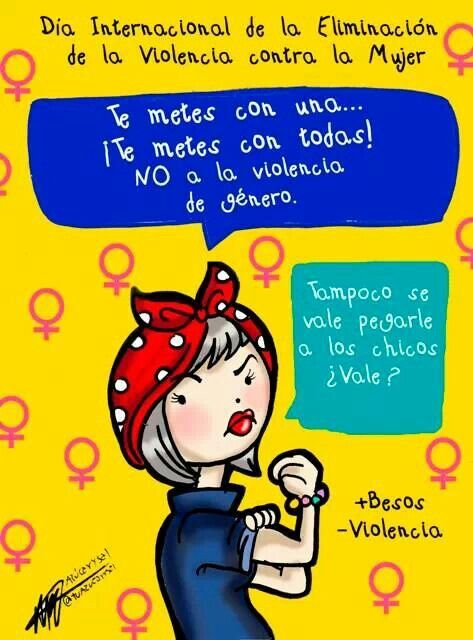 Día Internacional de la Eliminación
de la Violencia contra la Mujer
Te metes con una...
¡Te metes con todas!
NO a la violencia
de género.
Tampoco se
vale pegarle
a los chicos
¿Vale?
+Besos
-Violencia